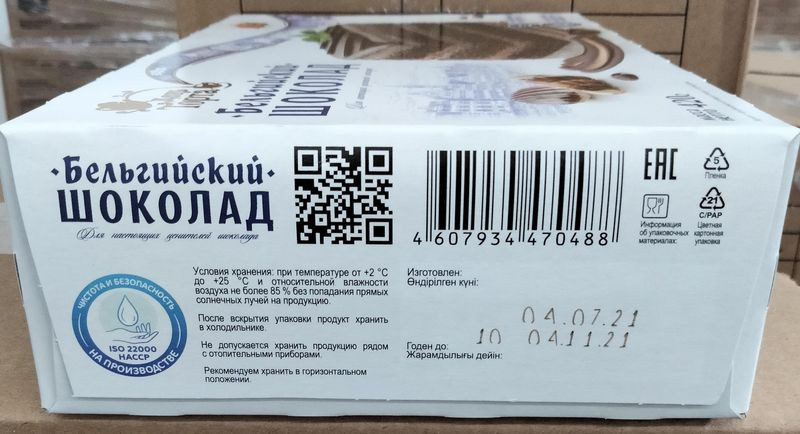 Бельгийский
ШОКОЛАД
·Бельгийский·
ШОКОЛАД
Для настоящих ценителей шоколада
4 607934 470488
EAC
5
Пленка
21
C/PAP
Информация
об упаковочных
материалах:
Цветная
картонная
упаковка
ЧИСТОТА И БЕЗОПАСНОСТЬ
ISO 22000
HACCP
НА ПРОИЗВОДСТВЕ
Условия хранения: при температуре от +2 °C
до +25 °C и относительной влажности
воздуха не более 85 % без попадания прямых
солнечных лучей на продукцию.
После вскрытия упаковки продукт хранить
в холодильнике.
Не допускается хранить продукцию рядом
с отопительными приборами.
Рекомендуем хранить в горизонтальном
положении.
Изготовлен:
Өндірілген күні:
04.07.21
Годен до:
10 04.11.21
Жарамдылығы дейін: